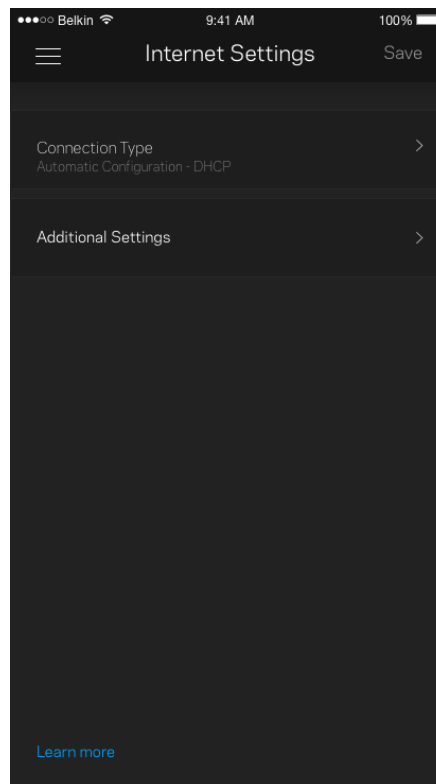 ●●●○○ Belkin 9:41 AM 100%
Internet Settings Save
Connection Type
Automatic Configuration - DHCP
Additional Settings
Learn more